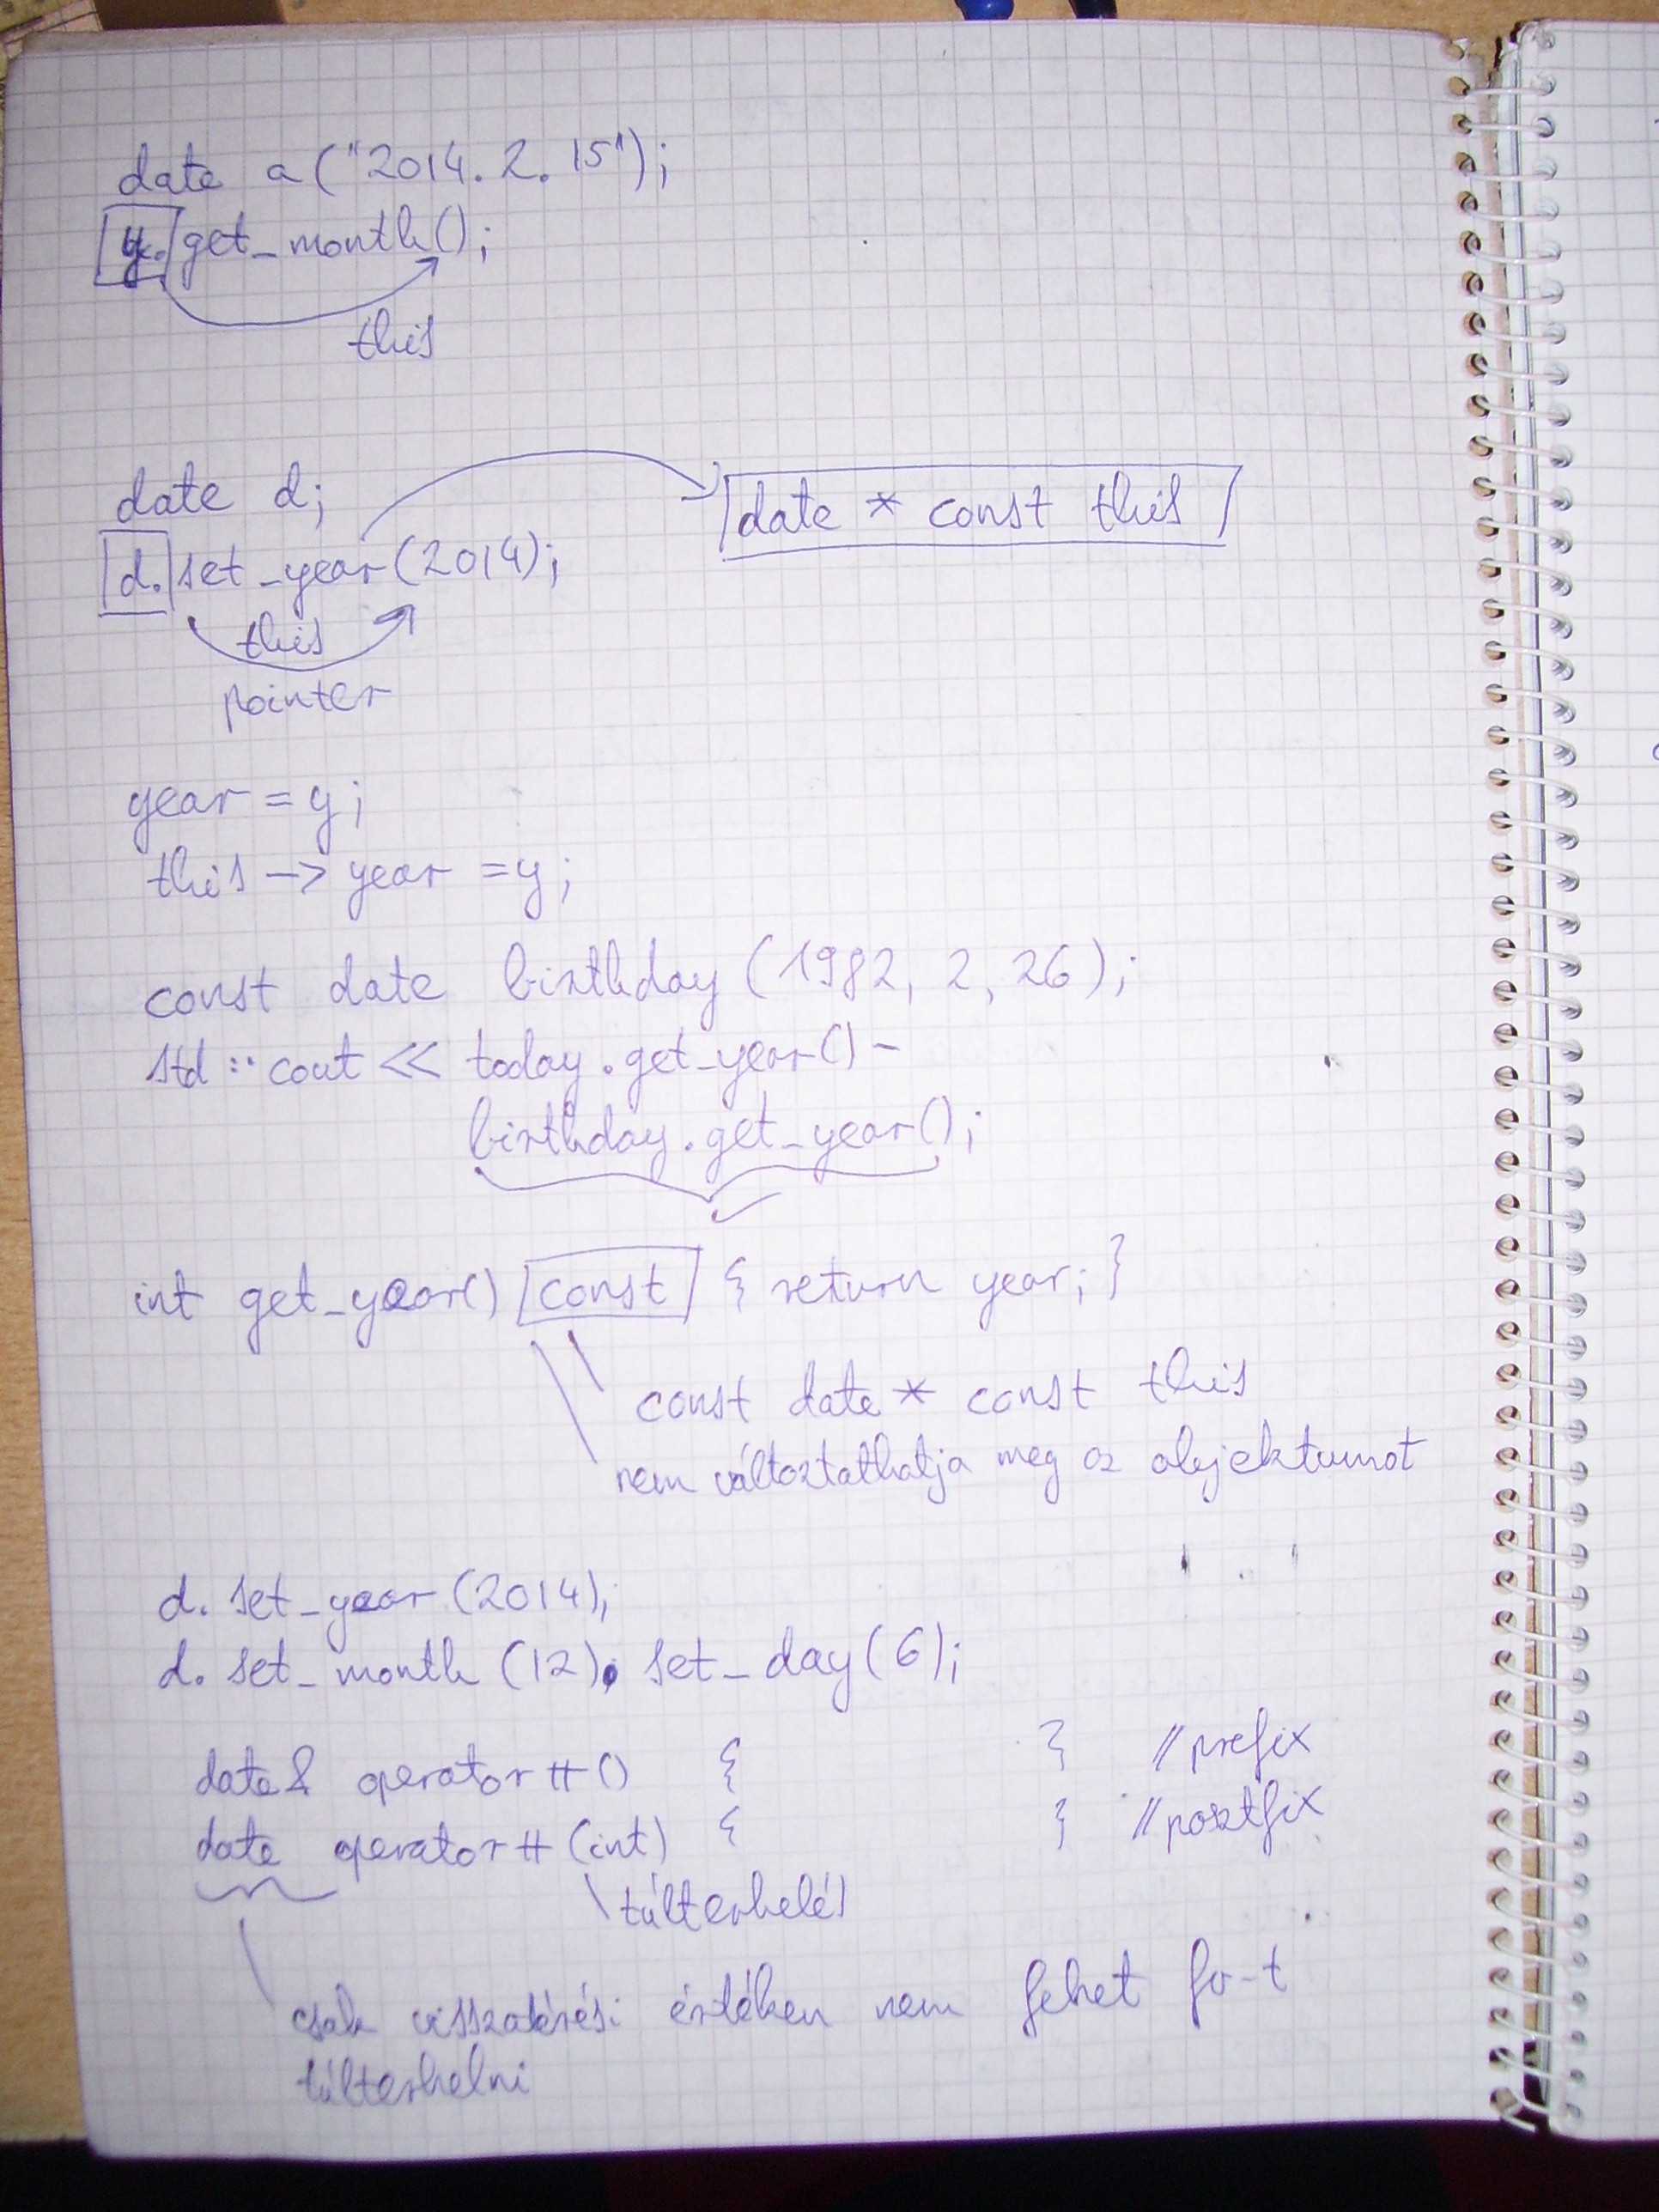 date a("2014. 2. 15");
y. get_month();
this
date d;
date * const this
d. set_year(2014);
this
pointer
year = y;
this -> year = y;
const date birthday (1982, 2, 26);
std :: cout << today.get_year() -
birthday.get_year();
int get_year() const { return year; }
const date * const this
nem változtathatja meg az objektumot
d. set_year (2014);
d. set_month (12). set_day (6);
date& operator++() { } //prefix
date operator++ (int) { } //postfix
túlterhelés
csak visszatérési értéken nem lehet fv-t
túlterhelni